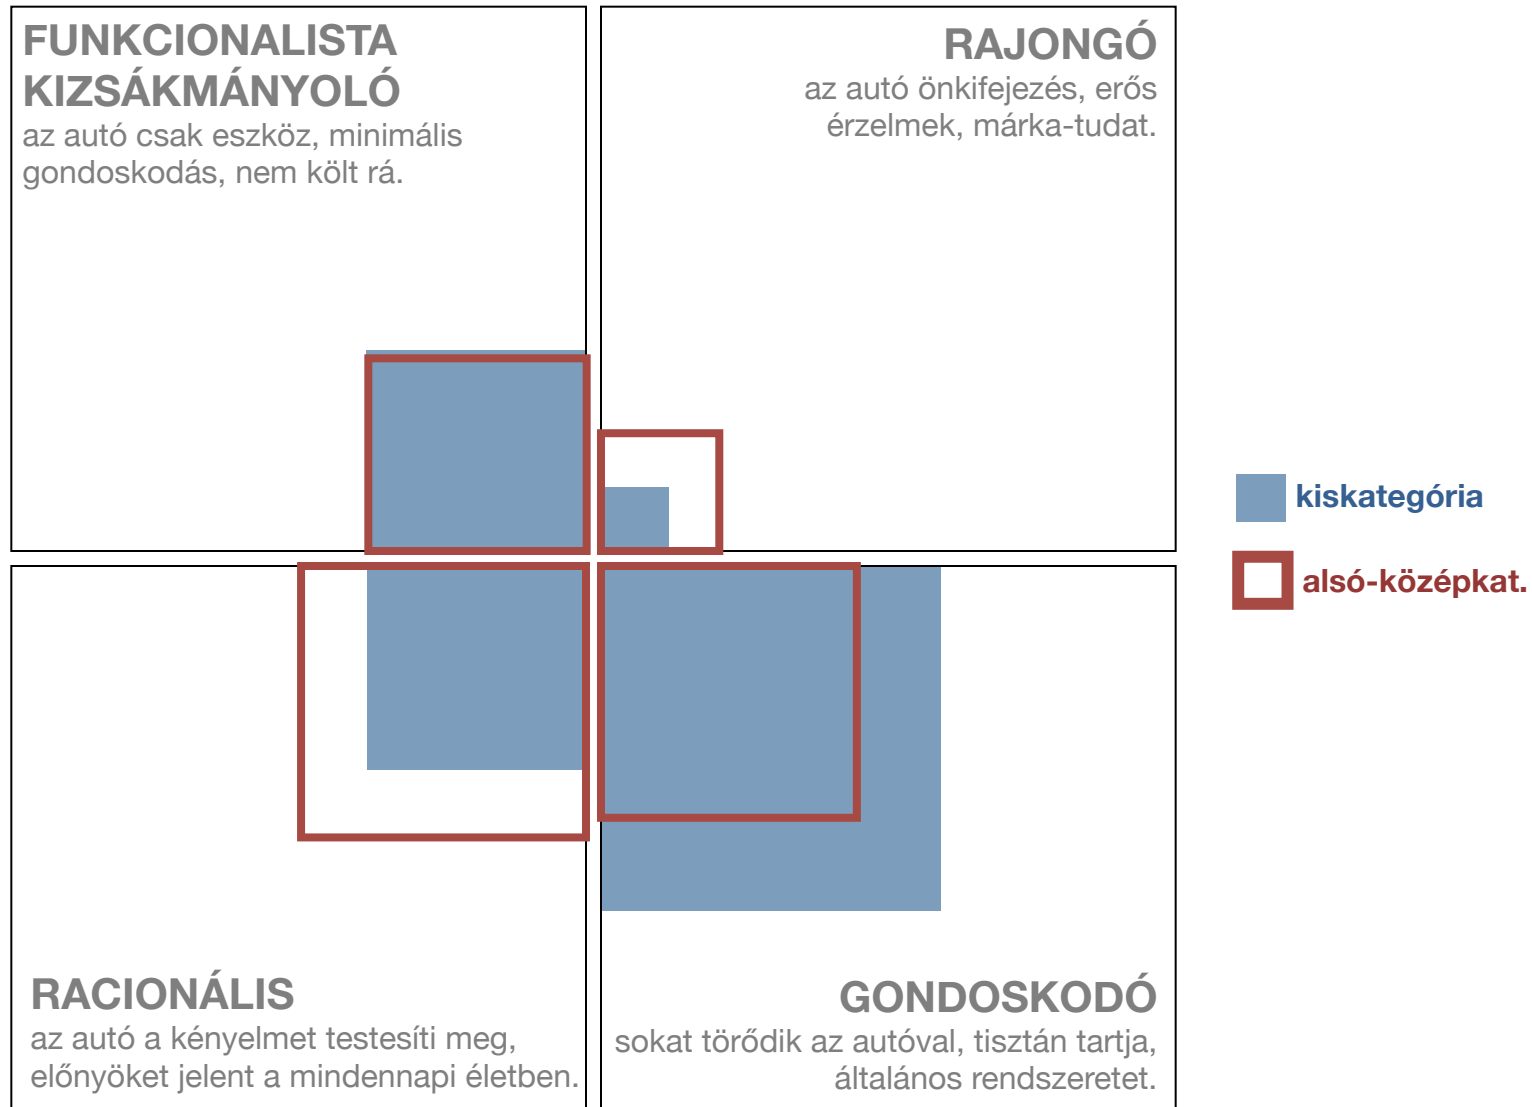 FUNKCIONALISTA
KIZSÁKMÁNYOLÓ
az autó csak eszköz, minimális
gondoskodás, nem költ rá.
RAJONGÓ
az autó önkifejezés, erős
érzelmek, márka-tudat.
kiskategória
alsó-középkat.
RACIONÁLIS
az autó a kényelmet testesíti meg,
előnyöket jelent a mindennapi életben.
GONDOSKODÓ
sokat törődik az autóval, tisztán tartja,
általános rendszeretet.